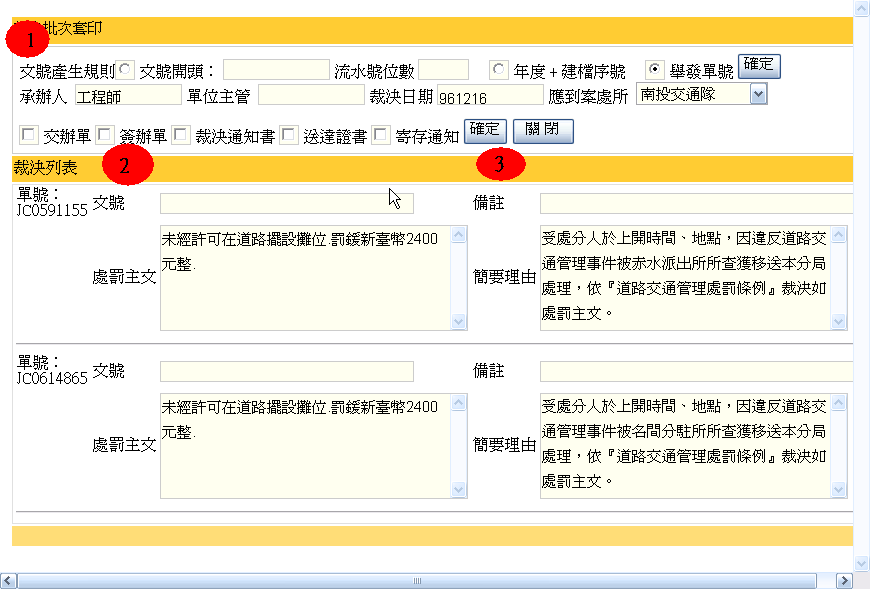 批次套印
1
文號產生規則 文號開頭： 流水號位數 年度+建檔序號 舉發單號 確定
承辦人 工程師 單位主管 裁決日期 961216 應到案處所 南投交通隊
交辦單 簽辦單 裁決通知書 送達證書 寄存通知 確定 關閉
裁決列表 2 3
單號：
JC0591155 文號 備註
處罰主文 未經許可在道路擺設攤位.罰鍰新臺幣2400
元整.
簡要理由 受處分人於上開時間、地點，因違反道路交
通管理事件被赤水派出所所查獲移送本分局
處理，依『道路交通管理處罰條例』裁決如
處罰主文。
單號：
JC0614865 文號 備註
處罰主文 未經許可在道路擺設攤位.罰鍰新臺幣2400
元整.
簡要理由 受處分人於上開時間、地點，因違反道路交
通管理事件被名間分駐所所查獲移送本分局
處理，依『道路交通管理處罰條例』裁決如
處罰主文。